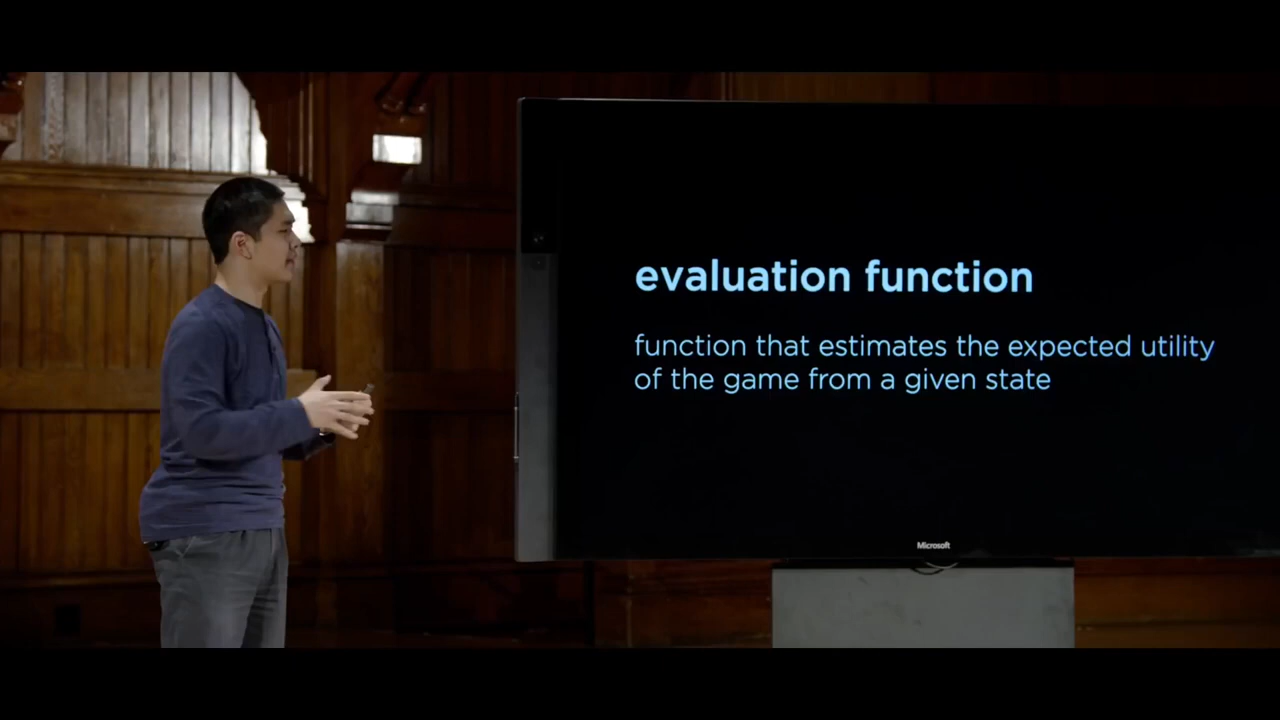 evaluation function
function that estimates the expected utility
of the game from a given state
Microsoft